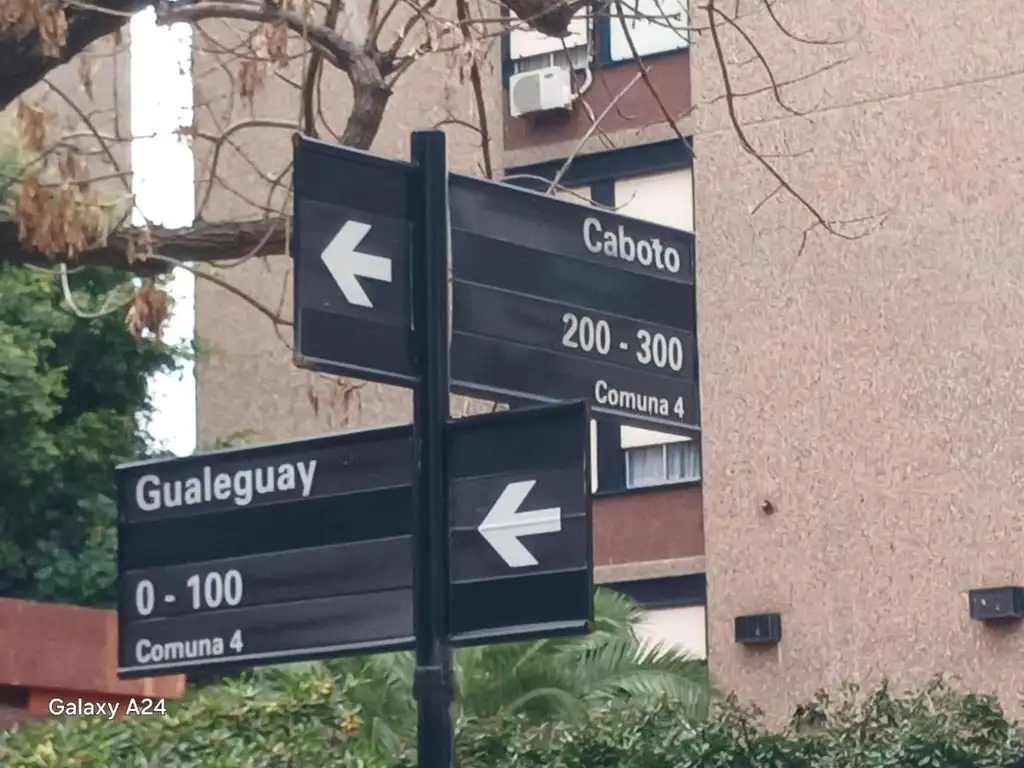 Caboto
200 - 300
Comuna 4
Gualeguay
0 - 100
Comuna 4
Galaxy A24